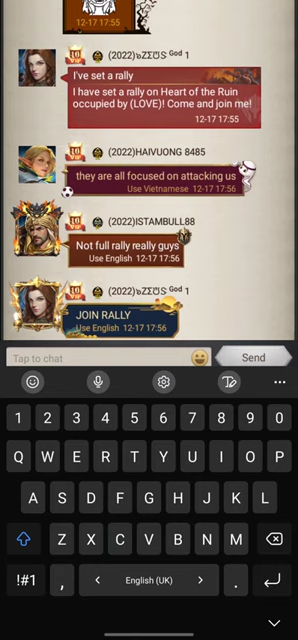 12-17 17:55
(2022)ъZΣႮS ᴳᵒᵈ 1
I've set a rally
I have set a rally on Heart of the Ruin
occupied by (LOVE)! Come and join me!
12-17 17:55
(2022)HAIVUONG 8485
they are all focused on attacking us
Use Vietnamese 12-17 17:56
(2022)ISTAMBULL88
Not full rally really guys
Use English 12-17 17:56
(2022)ъZΣႮS ᴳᵒᵈ 1
JOIN RALLY
Use English 12-17 17:56
Tap to chat
Send
1 2 3 4 5 6 7 8 9 0
Q W E R T Y U I O P
A S D F G H J K L
Z X C V B N M
!#1 , English (UK) .